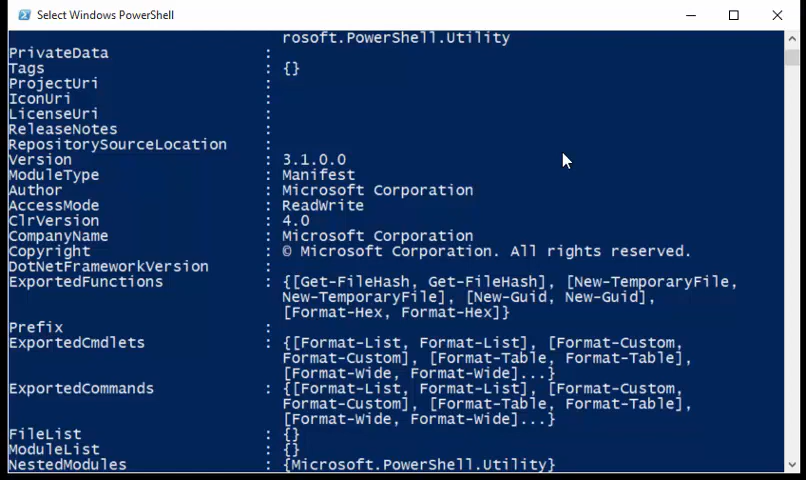 Select Windows PowerShell
rosoft.PowerShell.Utility
PrivateData :
Tags : {}
ProjectUri :
IconUri :
LicenseUri :
ReleaseNotes :
RepositorySourceLocation :
Version : 3.1.0.0
ModuleType : Manifest
Author : Microsoft Corporation
AccessMode : ReadWrite
ClrVersion : 4.0
CompanyName : Microsoft Corporation
Copyright : © Microsoft Corporation. All rights reserved.
DotNetFrameworkVersion :
ExportedFunctions : {[Get-FileHash, Get-FileHash], [New-TemporaryFile,
New-TemporaryFile], [New-Guid, New-Guid],
[Format-Hex, Format-Hex]}
Prefix :
ExportedCmdlets : {[Format-List, Format-List], [Format-Custom,
Format-Custom], [Format-Table, Format-Table],
[Format-Wide, Format-Wide]...}
ExportedCommands : {[Format-List, Format-List], [Format-Custom,
Format-Custom], [Format-Table, Format-Table],
[Format-Wide, Format-Wide]...}
FileList : {}
ModuleList : {}
NestedModules : {Microsoft.PowerShell.Utility}